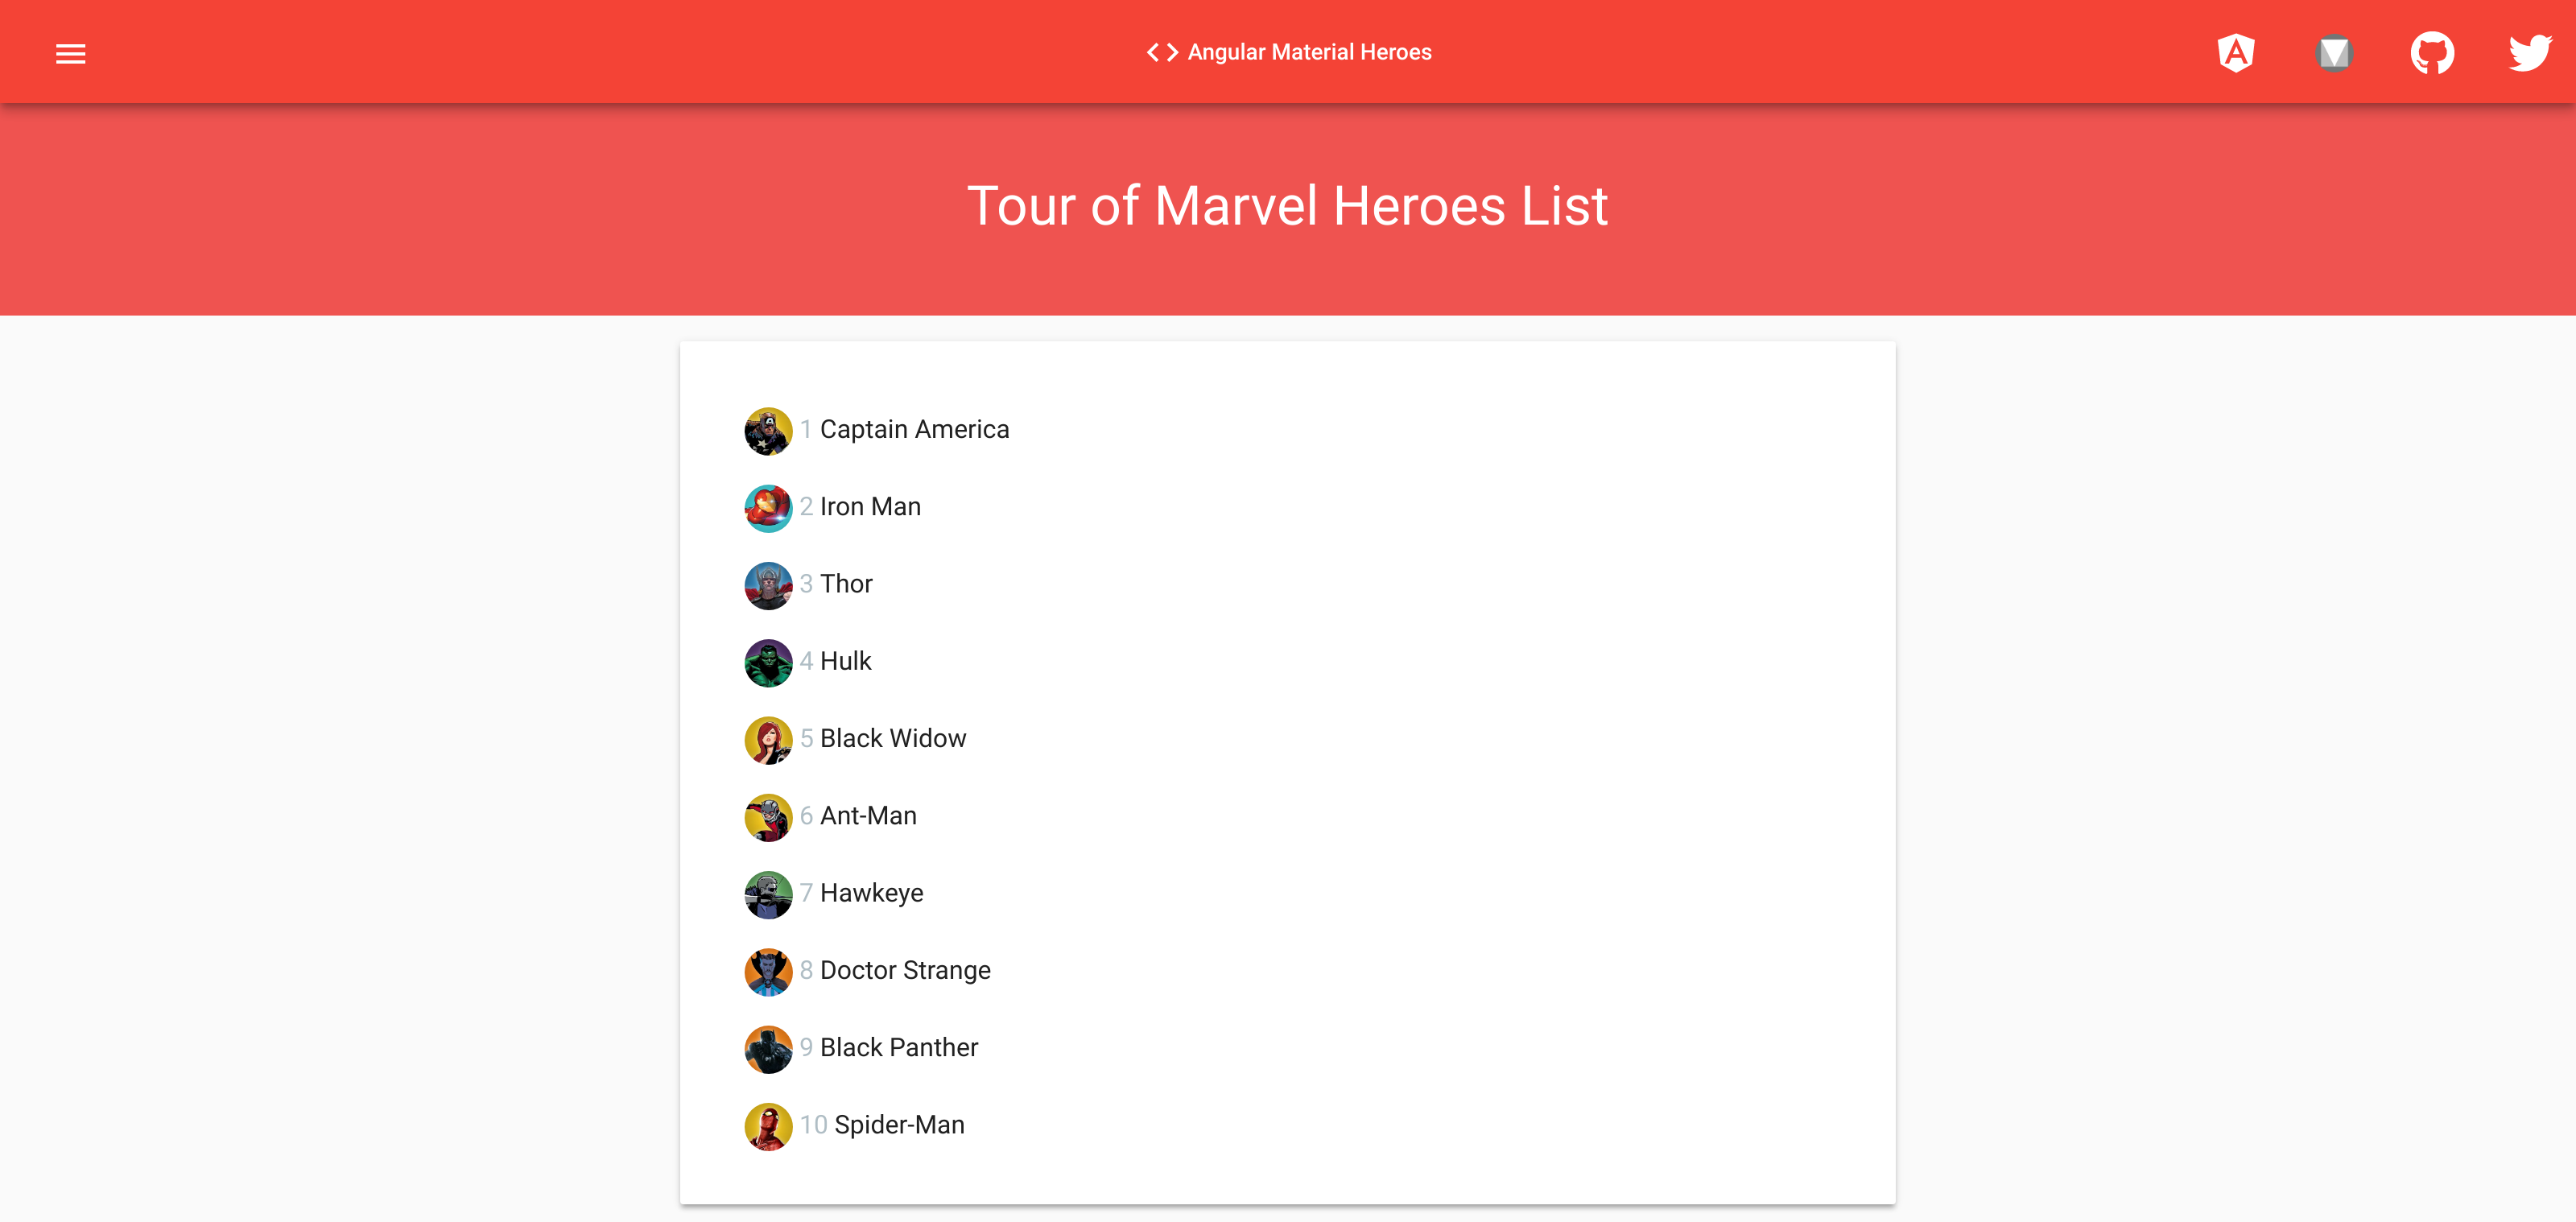 Angular Material Heroes
Tour of Marvel Heroes List
1 Captain America
2 Iron Man
3 Thor
4 Hulk
5 Black Widow
6 Ant-Man
7 Hawkeye
8 Doctor Strange
9 Black Panther
10 Spider-Man